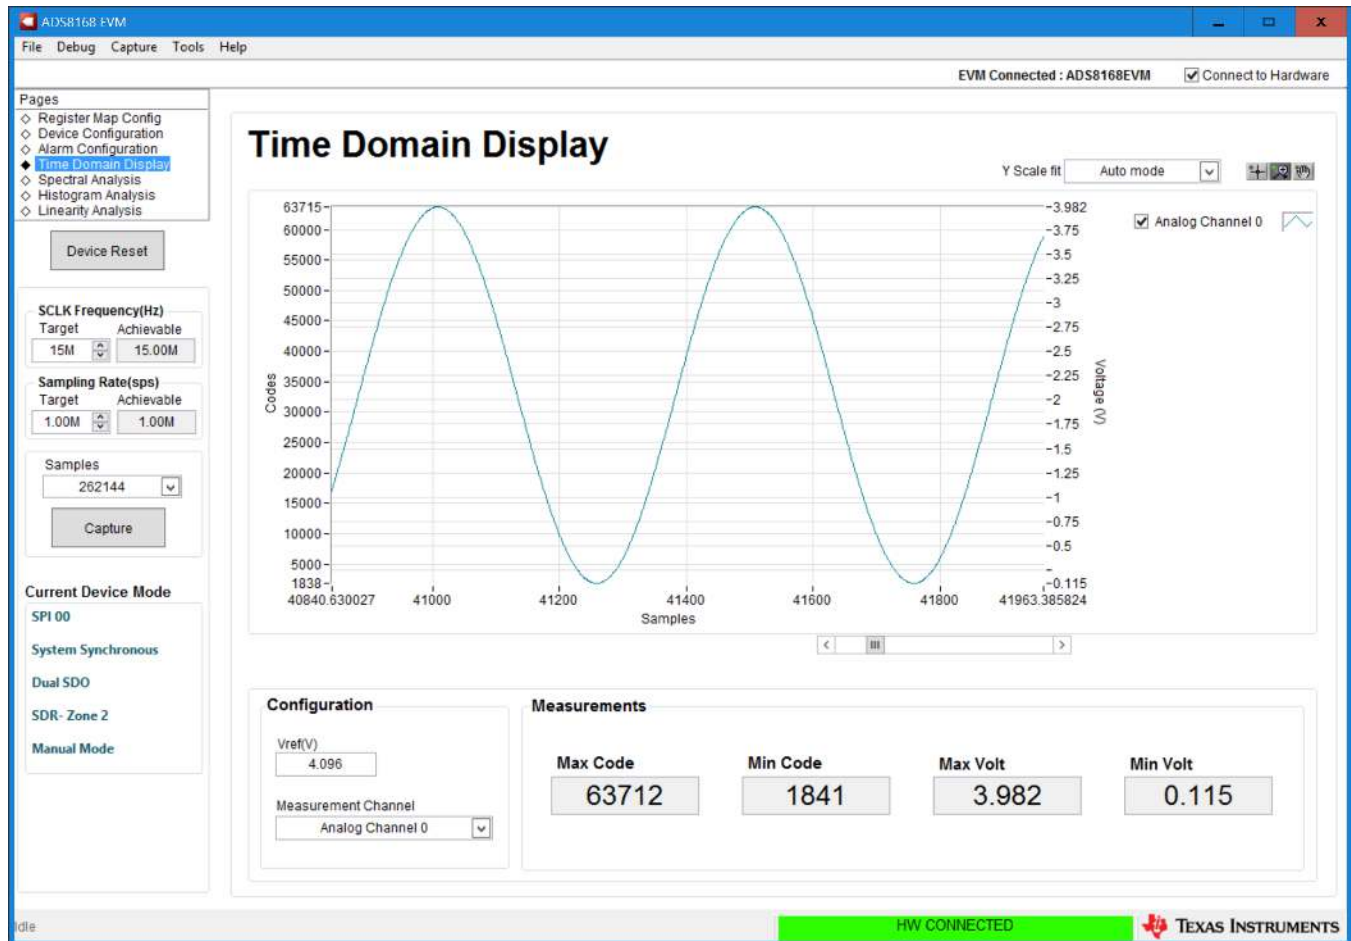 ADS8168 EVM
File Debug Capture Tools Help
EVM Connected : ADS8168EVM Connect to Hardware
Pages
Register Map Config
Device Configuration
Alarm Configuration
Time Domain Display
Spectral Analysis
Histogram Analysis
Linearity Analysis
Device Reset
SCLK Frequency(Hz)
Target Achievable
15M 15.00M
Sampling Rate(sps)
Target Achievable
1.00M 1.00M
Samples
262144
Capture
Current Device Mode
SPI 00
System Synchronous
Dual SDO
SDR- Zone 2
Manual Mode
Time Domain Display
Y Scale fit Auto mode
Analog Channel 0
Codes
63715
60000
55000
50000
45000
40000
35000
30000
25000
20000
15000
10000
5000
1838
3.982
3.75
3.5
3.25
3
2.75
2.5
2.25
2
1.75
1.5
1.25
1
0.75
0.5
0.115
Voltage (V)
40840.630027 41000 41200 41400 41600 41800 41963.385824
Samples
Configuration
Vref(V)
4.096
Measurement Channel
Analog Channel 0
Measurements
Max Code Min Code Max Volt Min Volt
63712 1841 3.982 0.115
Idle HW CONNECTED TEXAS INSTRUMENTS